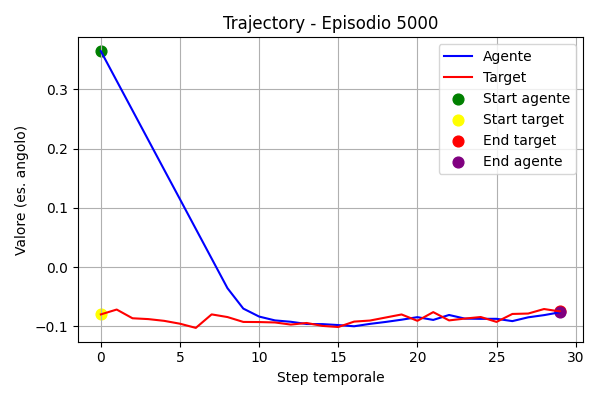 Trajectory - Episodio 5000
Valore (es. angolo)
0.3
0.2
0.1
0.0
−0.1
Agente
Target
Start agente
Start target
End target
End agente
0 5 10 15 20 25 30
Step temporale